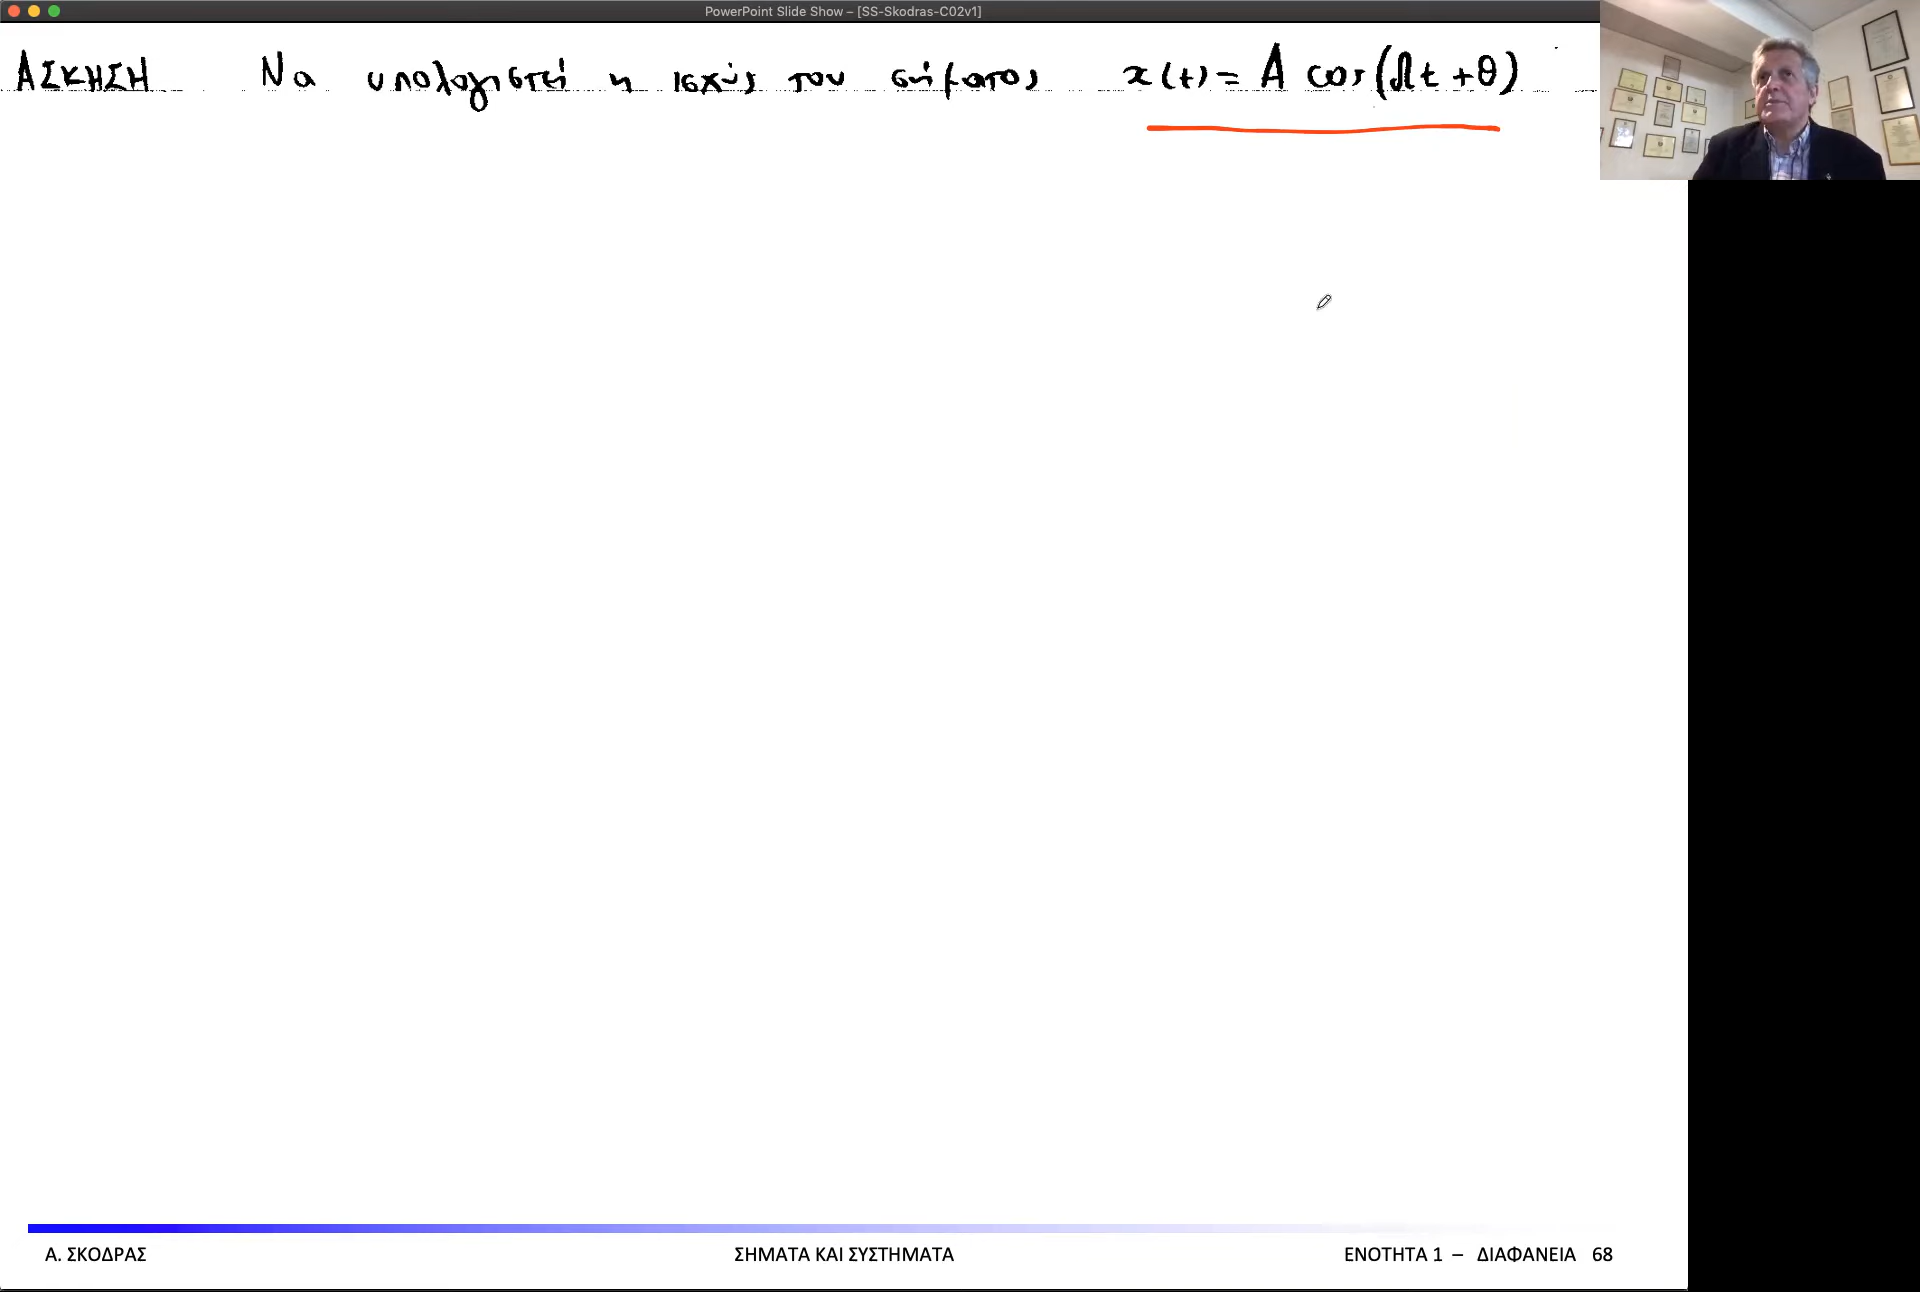 PowerPoint Slide Show – [SS-Skodras-C02v1]
ΑΣΚΗΣΗ Να υπολογιστεί η ισχύς του σήματος x(t) = A cos(Ωt + θ)
Α. ΣΚΟΔΡΑΣ ΣΗΜΑΤΑ ΚΑΙ ΣΥΣΤΗΜΑΤΑ ΕΝΟΤΗΤΑ 1 – ΔΙΑΦΑΝΕΙΑ 68